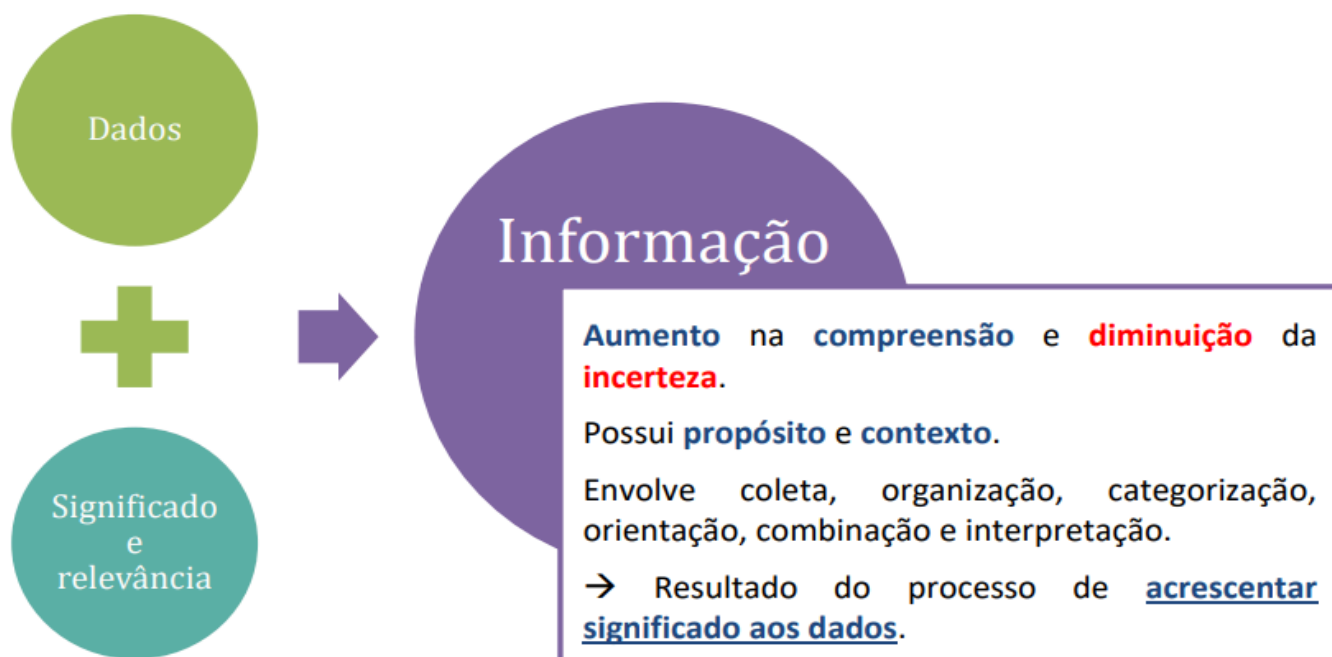 Dados
Significado
e
relevância
Informação
Aumento na compreensão e diminuição da
incerteza.
Possui propósito e contexto.
Envolve coleta, organização, categorização,
orientação, combinação e interpretação.
→ Resultado do processo de acrescentar
significado aos dados.